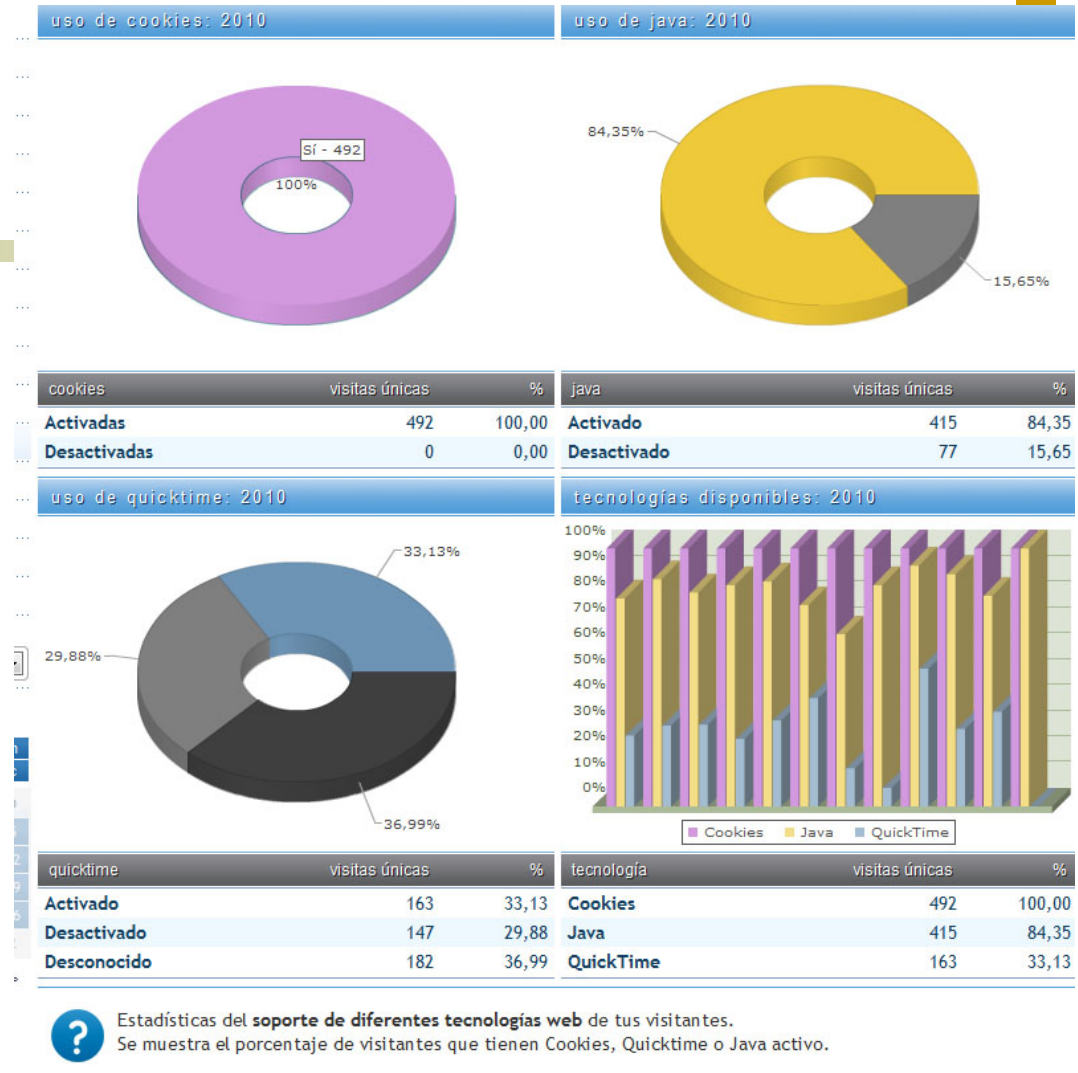 uso de cookies: 2010
Sí - 492
100%
cookies visitas únicas %
Activadas 492 100,00
Desactivadas 0 0,00
uso de java: 2010
84,35%
15,65%
java visitas únicas %
Activado 415 84,35
Desactivado 77 15,65
uso de quicktime: 2010
33,13%
29,88%
36,99%
quicktime visitas únicas %
Activado 163 33,13
Desactivado 147 29,88
Desconocido 182 36,99
tecnologías disponibles: 2010
100%
90%
80%
70%
60%
50%
40%
30%
20%
10%
0%
Cookies Java QuickTime
tecnología visitas únicas %
Cookies 492 100,00
Java 415 84,35
QuickTime 163 33,13
?
Estadísticas del soporte de diferentes tecnologías web de tus visitantes.
Se muestra el porcentaje de visitantes que tienen Cookies, Quicktime o Java activo.